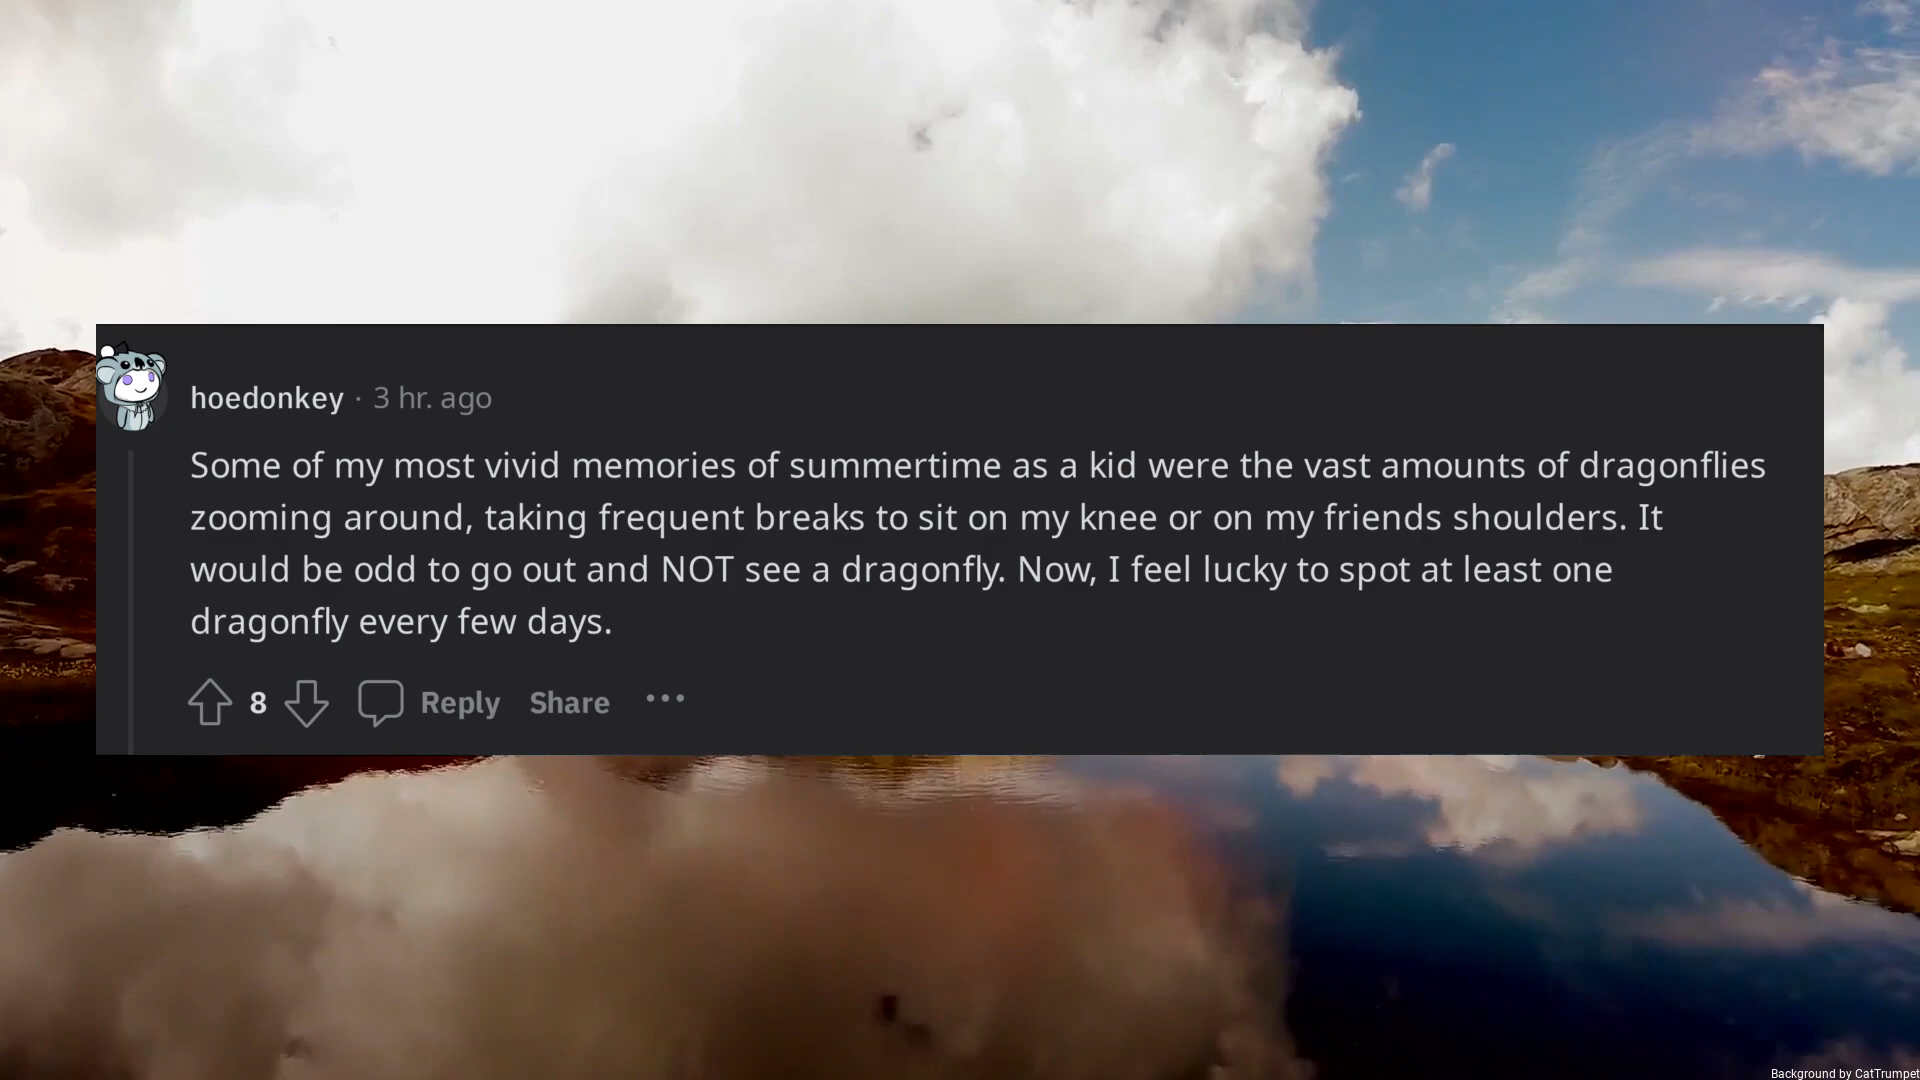 hoedonkey · 3 hr. ago
Some of my most vivid memories of summertime as a kid were the vast amounts of dragonflies
zooming around, taking frequent breaks to sit on my knee or on my friends shoulders. It
would be odd to go out and NOT see a dragonfly. Now, I feel lucky to spot at least one
dragonfly every few days.
8 Reply Share ...
Background by CatTrumpet